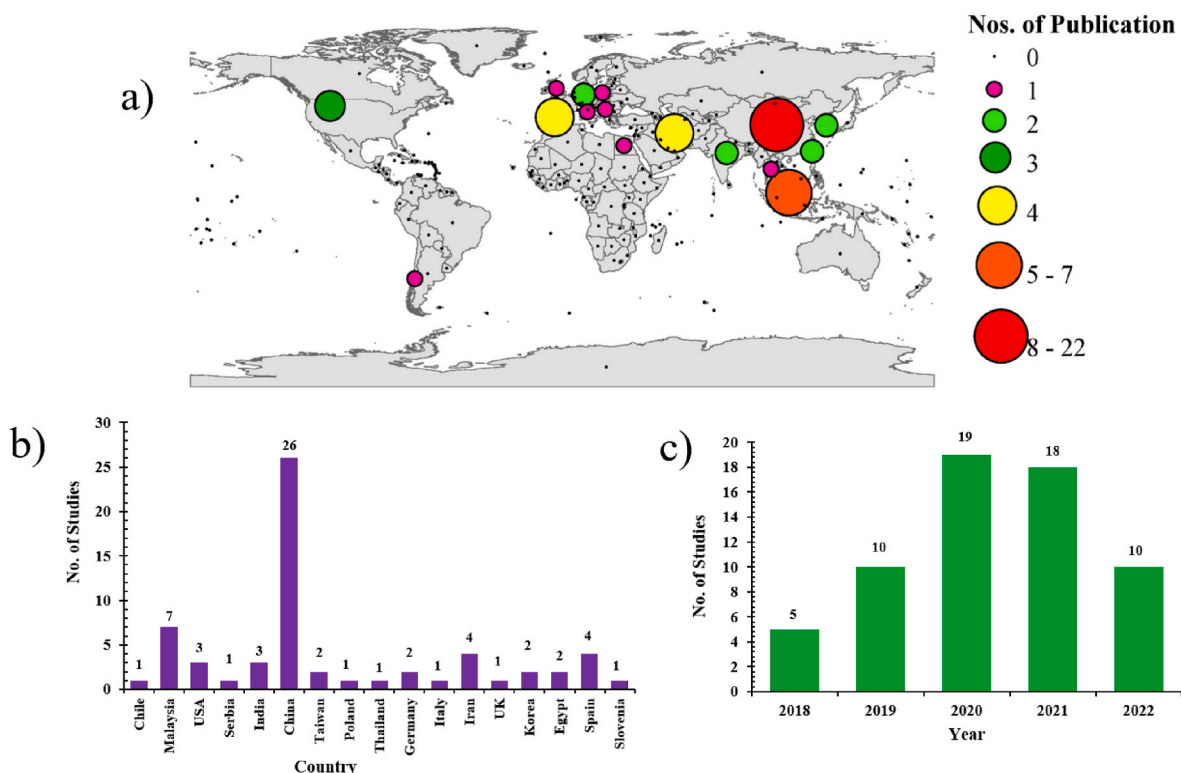 a)
Nos. of Publication
0
1
2
3
4
5 - 7
8 - 22
b)
No. of Studies
30
25
20
15
10
5
0
1
7
3
1
3
26
2
1
1
2
1
4
1
2
2
4
1
Chile
Malaysia
USA
Serbia
India
China
Taiwan
Poland
Thailand
Germany
Italy
Iran
UK
Korea
Egypt
Spain
Slovenia
Country
c)
No. of Studies
20
18
16
14
12
10
8
6
4
2
0
5
10
19
18
10
2018
2019
2020
2021
2022
Year